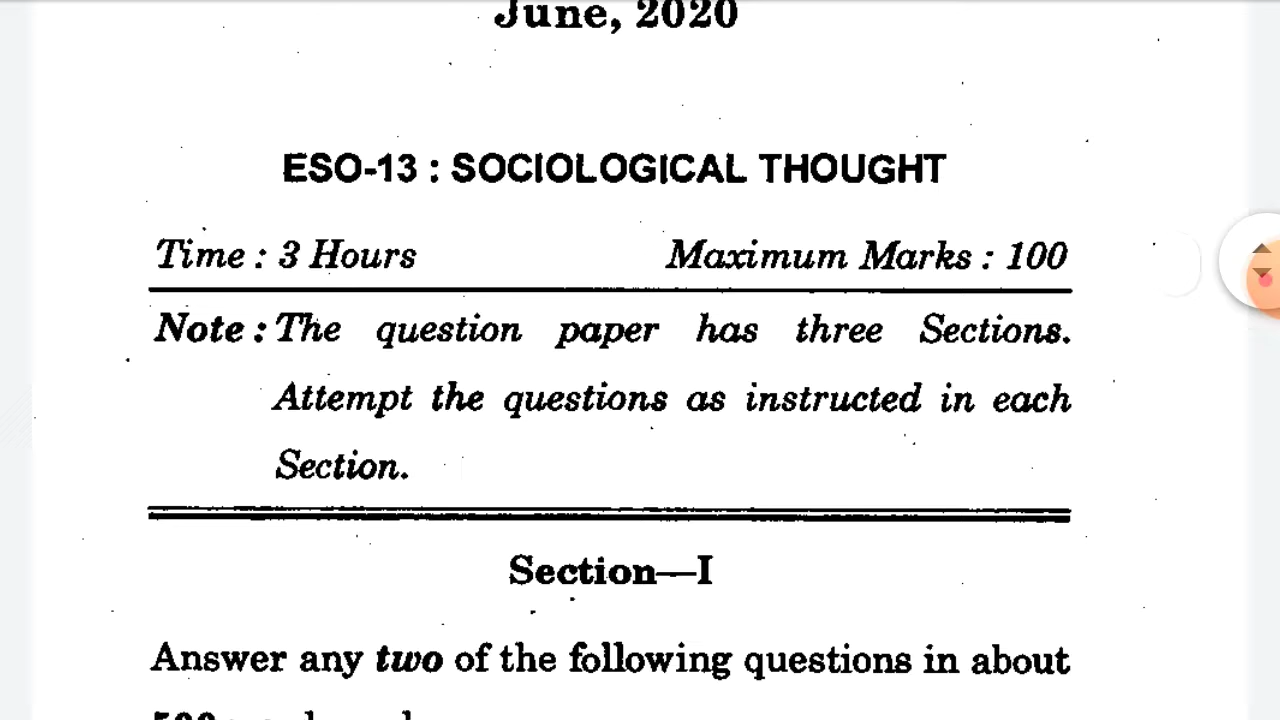 June, 2020
ESO-13 : SOCIOLOGICAL THOUGHT
Time : 3 Hours Maximum Marks : 100
Note : The question paper has three Sections.
Attempt the questions as instructed in each
Section.
Section—I
Answer any two of the following questions in about